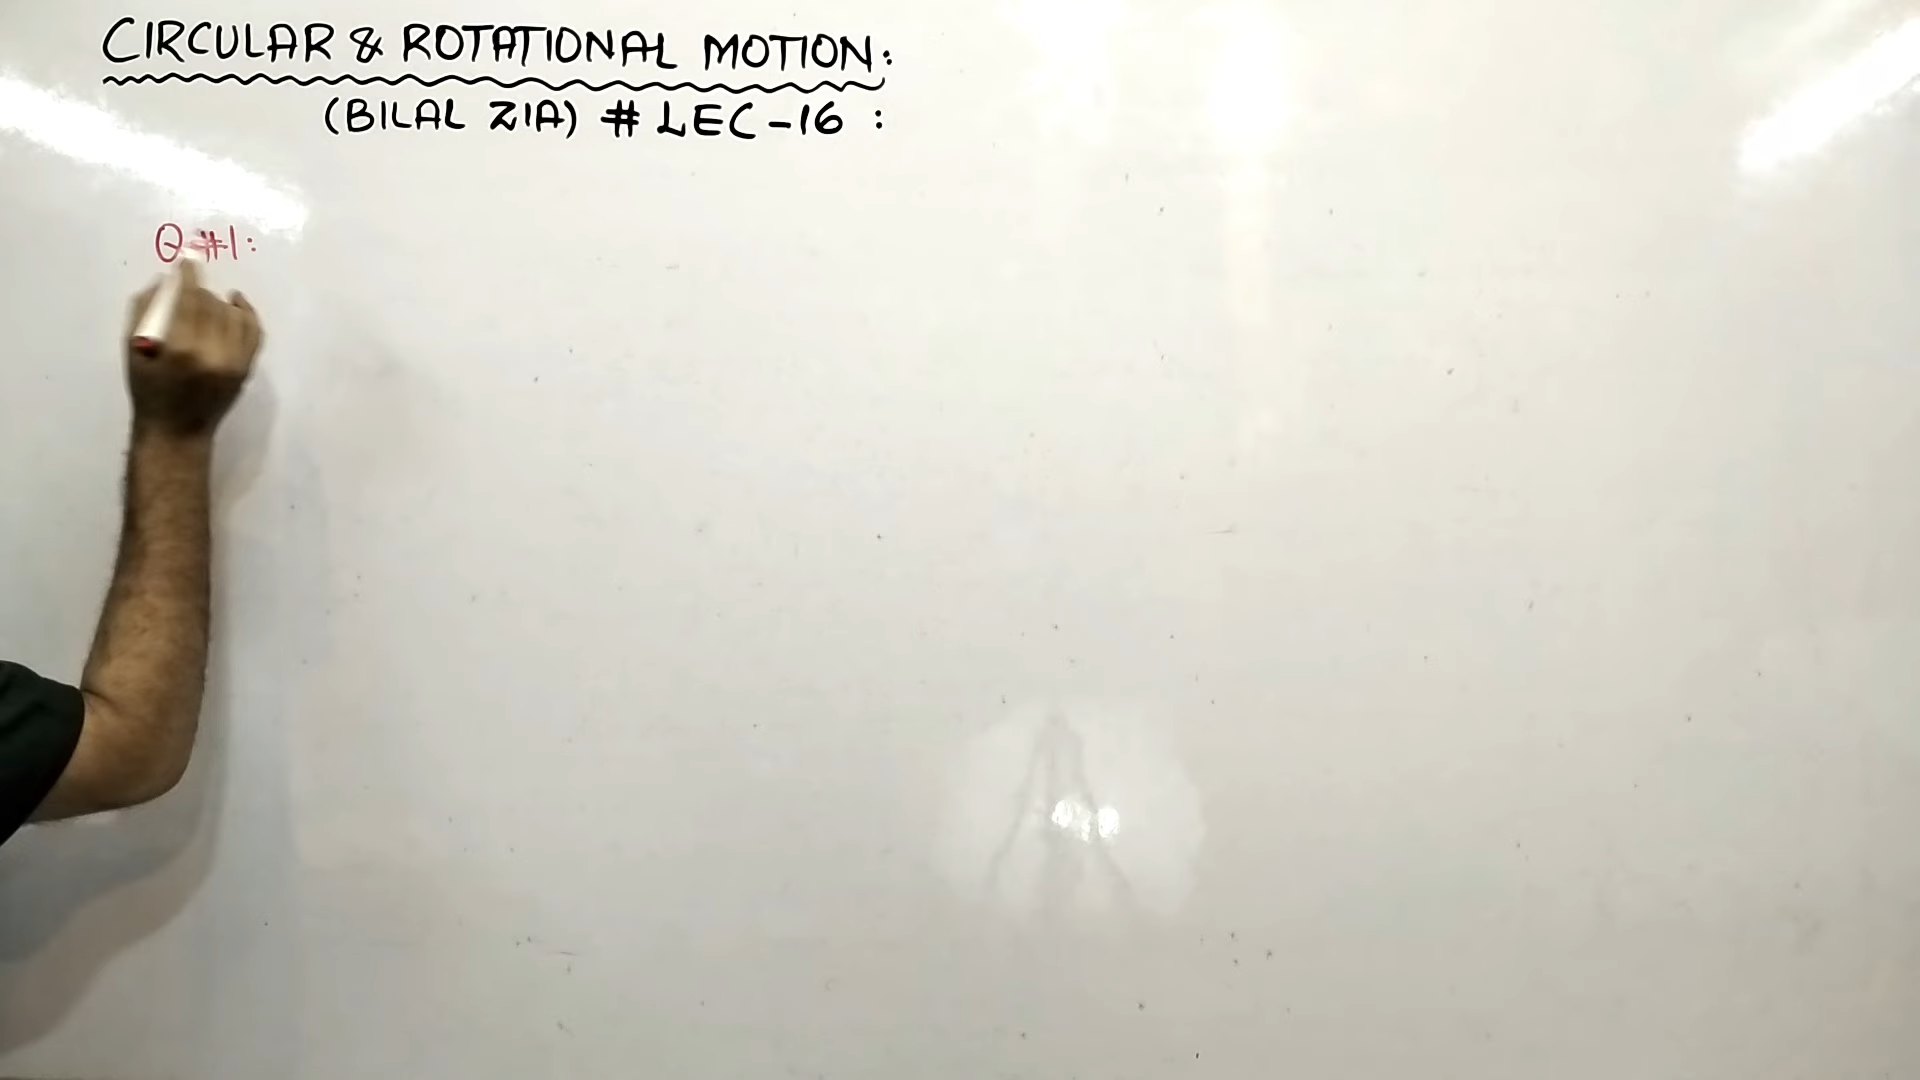 CIRCULAR & ROTATIONAL MOTION:
(BILAL ZIA) # LEC-16 :
Q #1: